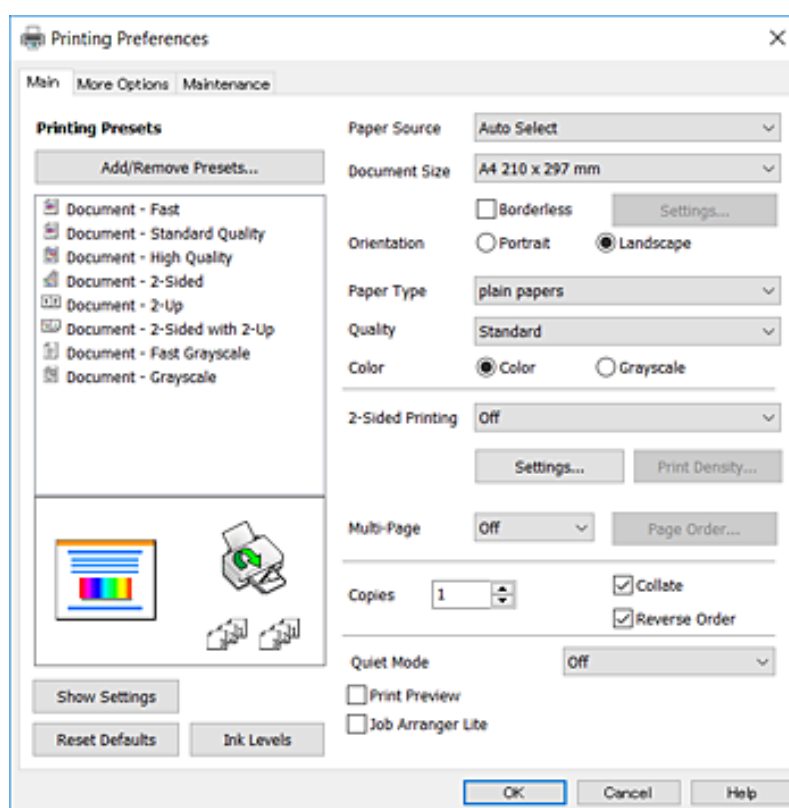 Printing Preferences
Main More Options Maintenance
Printing Presets
Add/Remove Presets...
Document - Fast
Document - Standard Quality
Document - High Quality
Document - 2-Sided
Document - 2-Up
Document - 2-Sided with 2-Up
Document - Fast Grayscale
Document - Grayscale
Show Settings
Reset Defaults Ink Levels
Paper Source Auto Select
Document Size A4 210 x 297 mm
Borderless Settings...
Orientation Portrait Landscape
Paper Type plain papers
Quality Standard
Color Color Grayscale
2-Sided Printing Off
Settings... Print Density...
Multi-Page Off Page Order...
Copies 1 Collate
Reverse Order
Quiet Mode Off
Print Preview
Job Arranger Lite
OK Cancel Help